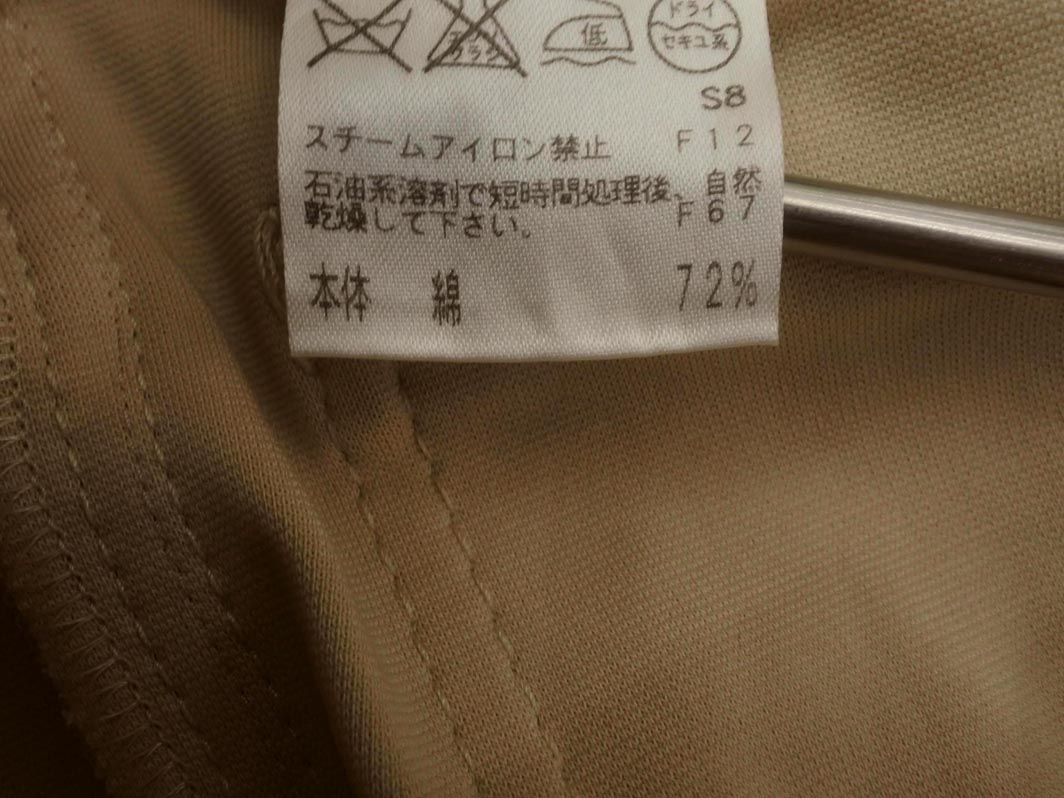 低 ドライ
セキユ系
S8
スチームアイロン禁止 F12
石油系溶剤で短時間処理後、自然
乾燥して下さい。 F67
本体 綿 72%